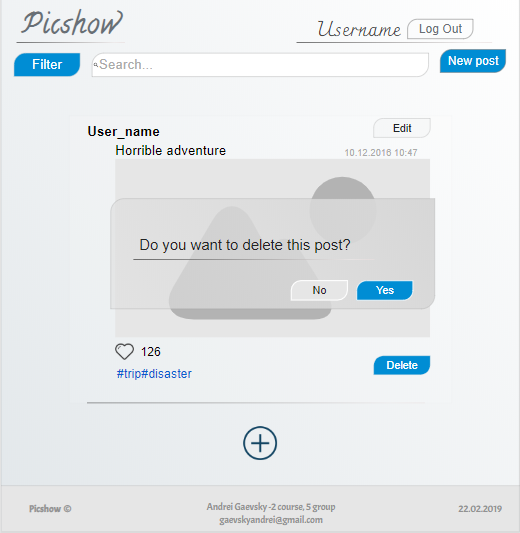 Picshow
Username
Log Out
Filter
Search...
New post
User_name
Edit
Horrible adventure
10.12.2016 10:47
Do you want to delete this post?
No
Yes
126
#trip#disaster
Delete
Picshow ©
Andrei Gaevsky -2 course, 5 group
gaevskyandrei@gmail.com
22.02.2019